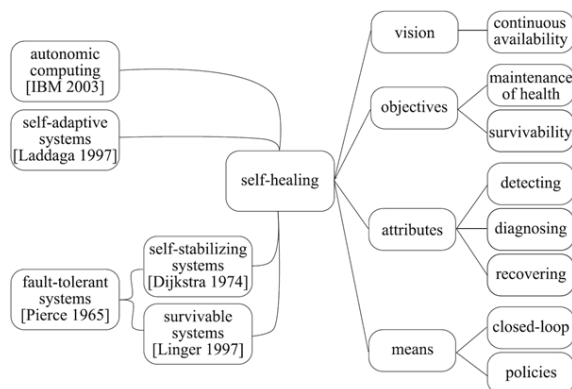 autonomic
computing
[IBM 2003]
self-adaptive
systems
[Laddaga 1997]
fault-tolerant
systems
[Pierce 1965]
self-stabilizing
systems
[Dijkstra 1974]
survivable
systems
[Linger 1997]
self-healing
vision
continuous
availability
objectives
maintenance
of health
survivability
attributes
detecting
diagnosing
recovering
means
closed-loop
policies